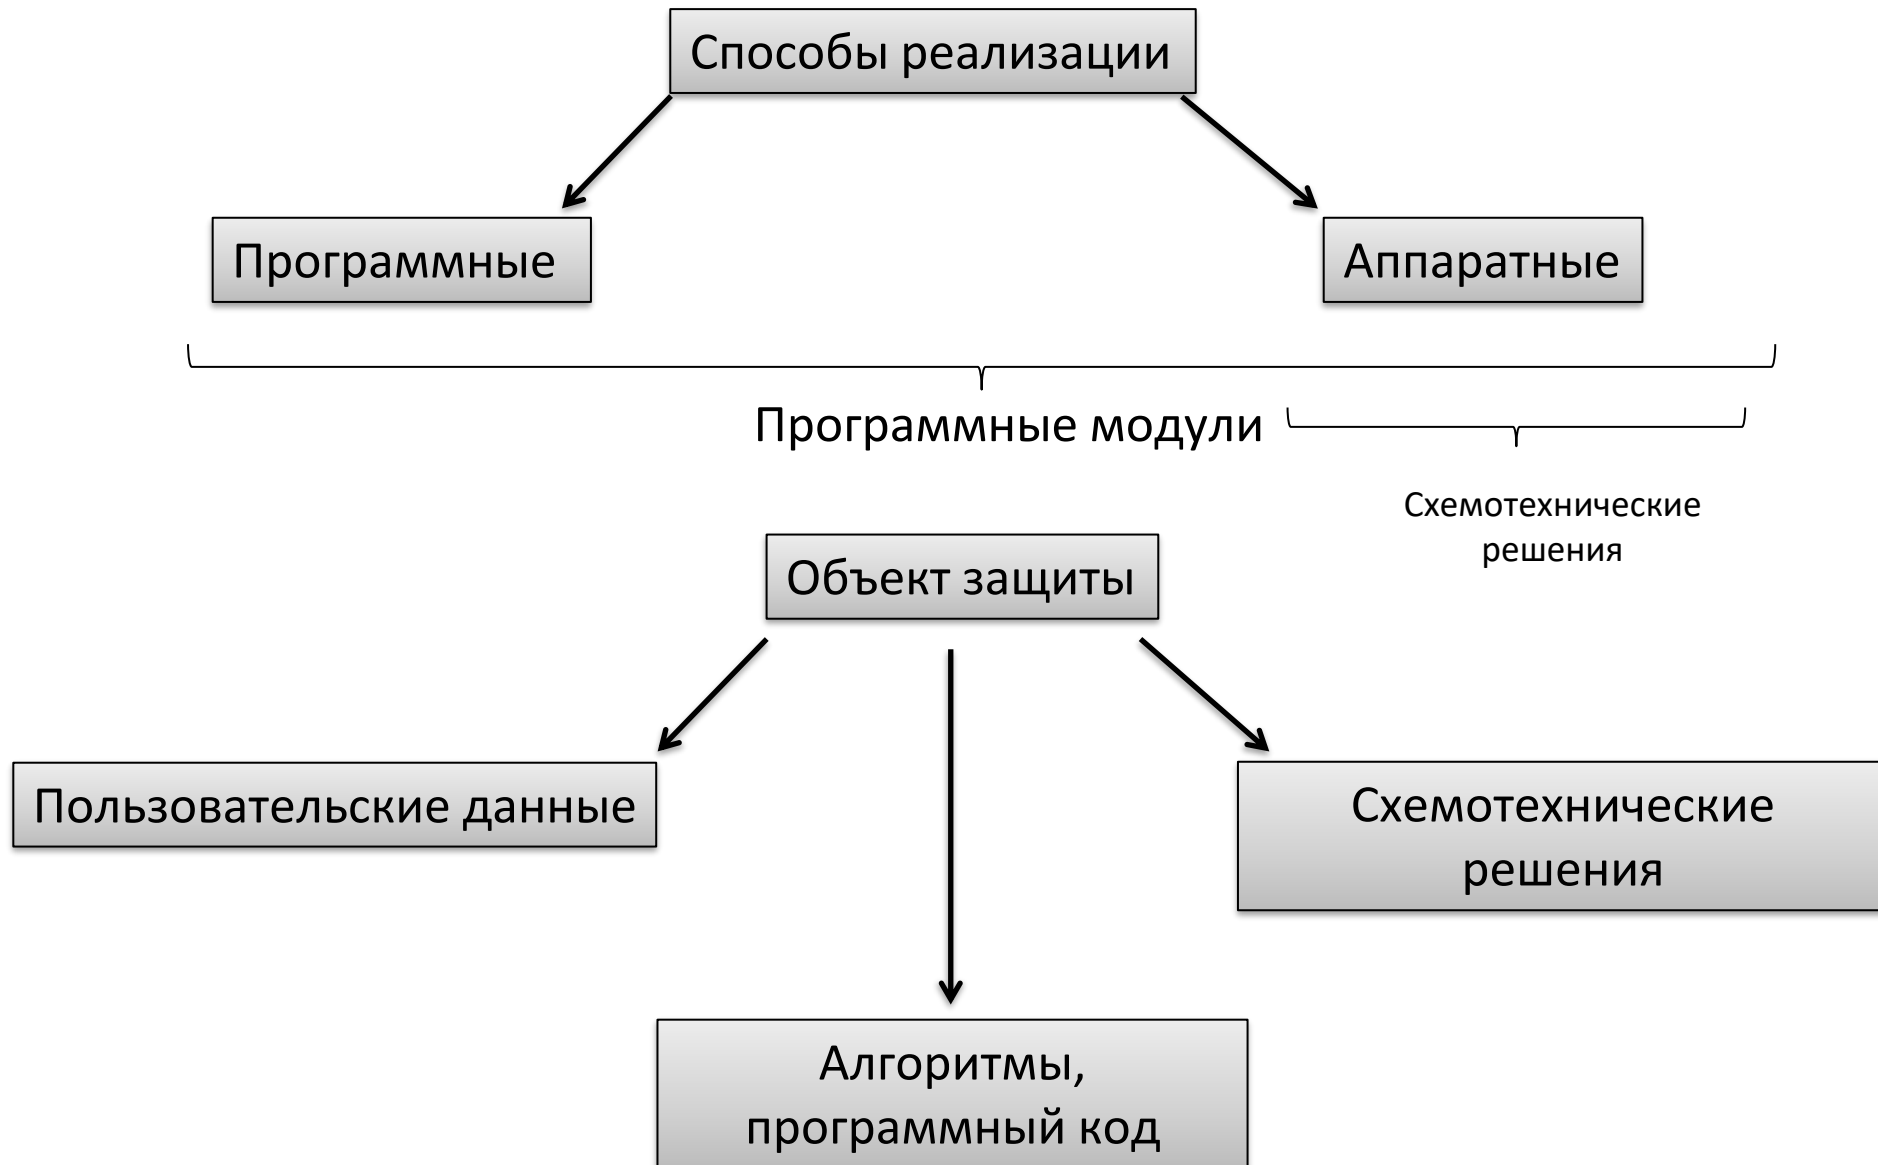 Способы реализации
Программные
Аппаратные
Программные модули
Схемотехнические
решения
Объект защиты
Пользовательские данные
Схемотехнические
решения
Алгоритмы,
программный код